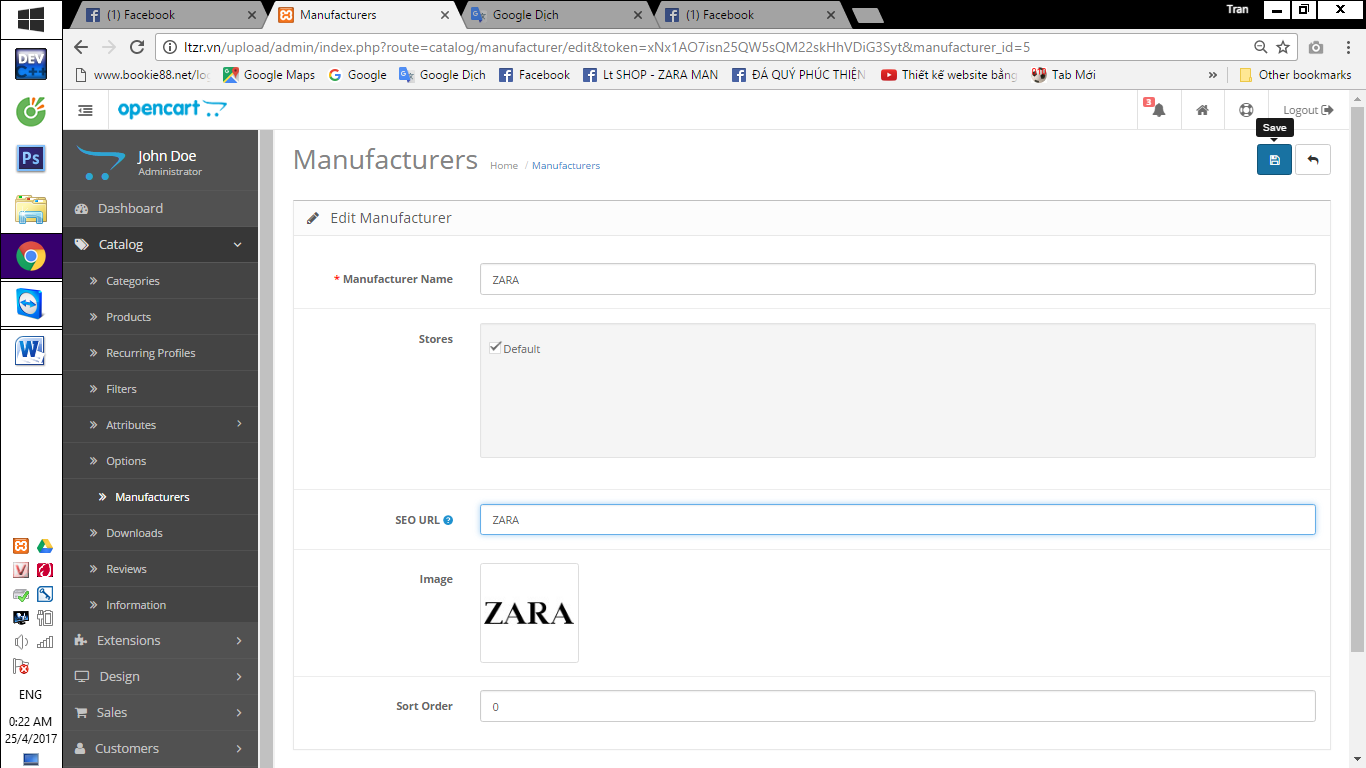 (1) Facebook
Manufacturers
Google Dịch
(1) Facebook
Tran
ltzr.vn/upload/admin/index.php?route=catalog/manufacturer/edit&token=xNx1AO7isn25QW5sQM22skHhVDiG3Syt&manufacturer_id=5
www.bookie88.net/log
Google Maps
Google
Google Dịch
Facebook
Lt SHOP - ZARA MAN
ĐÁ QUÝ PHÚC THIỆN
Thiết kế website bằng
Tab Mới
Other bookmarks
opencart
3
Logout
Save
John Doe
Administrator
Manufacturers
Home / Manufacturers
Dashboard
Catalog
Categories
Products
Recurring Profiles
Filters
Attributes
Options
Manufacturers
Downloads
Reviews
Information
Extensions
Design
Sales
Customers
Edit Manufacturer
* Manufacturer Name
ZARA
Stores
Default
SEO URL
ZARA
Image
ZARA
Sort Order
0
DEV
C++
Ps
W
ENG
0:22 AM
25/4/2017